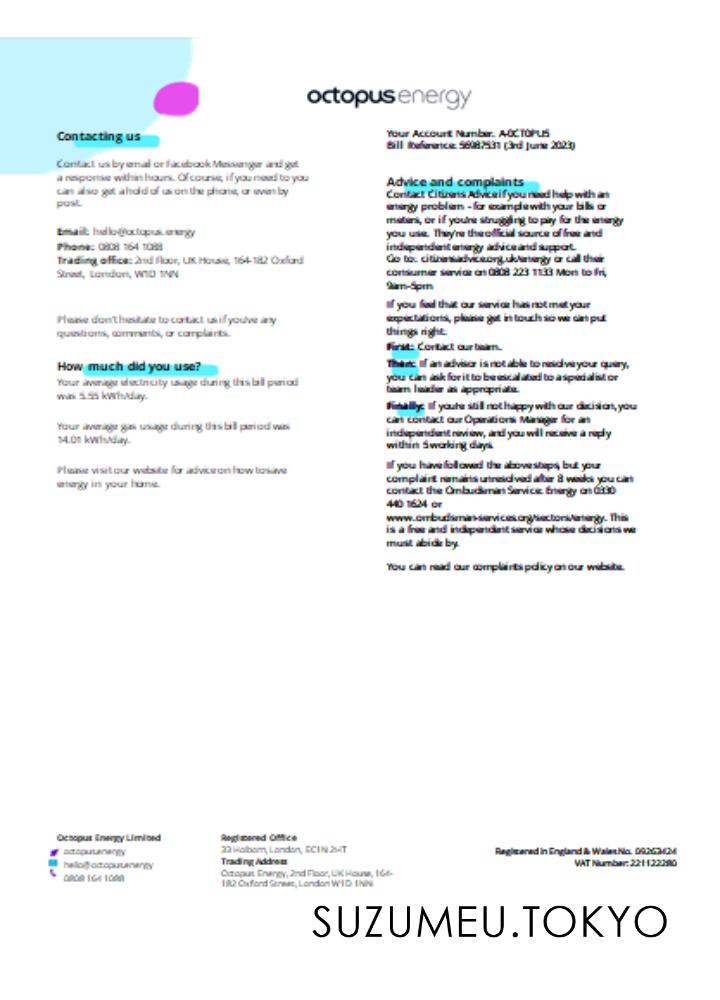 octopus energy
Contacting us
Contact us by email or Facebook Messenger and get
a response within hours. Of course, if you need to you
can also get a hold of us on the phone, or even by
post.
Email: hello@octopus.energy
Phone: 0808 164 1088
Trading office: 2nd Floor, UK House, 164-182 Oxford
Street, London, W1D 1NN
Please don't hesitate to contact us if you've any
questions, comments, or complaints.
How much did you use?
Your average electricity usage during this bill period
was 5.55 kWh/day.
Your average gas usage during this bill period was
14.01 kWh/day.
Please visit our website for advice on how to save
energy in your home.
Your Account Number: A-0CT0PU5
Bill Reference: 56987531 (3rd June 2023)
Advice and complaints
Contact Citizens Advice if you need help with an
energy problem - for example with your bills or
meters, or if you're struggling to pay for the energy
you use. They're the official source of free and
independent energy advice and support.
Go to: citizensadvice.org.uk/energy or call their
consumer service on 0808 223 1133 Mon to Fri,
9am-5pm
If you feel that our service has not met your
expectations, please get in touch so we can put
things right.
First: Contact our team.
Then: If an advisor is not able to resolve your query,
you can ask for it to be escalated to a specialist or
team leader as appropriate.
Finally: If you're still not happy with our decision, you
can contact our Operations Manager for an
independent review, and you will receive a reply
within 5 working days.
If you have followed the above steps, but your
complaint remains unresolved after 8 weeks you can
contact the Ombudsman Service: Energy on 0330
440 1624 or
www.ombudsman-services.org/sectors/energy. This
is a free and independent service whose decisions we
must abide by.
You can read our complaints policy on our website.
Octopus Energy Limited
octopusenergy
hello@octopus.energy
0808 164 1088
Registered Office
33 Holborn, London, EC1N 2HT
Trading Address
Octopus Energy, 2nd Floor, UK House, 164-
182 Oxford Street, London W1D 1NN
Registered in England & Wales No. 09263424
VAT Number: 221122280
SUZUMEU.TOKYO